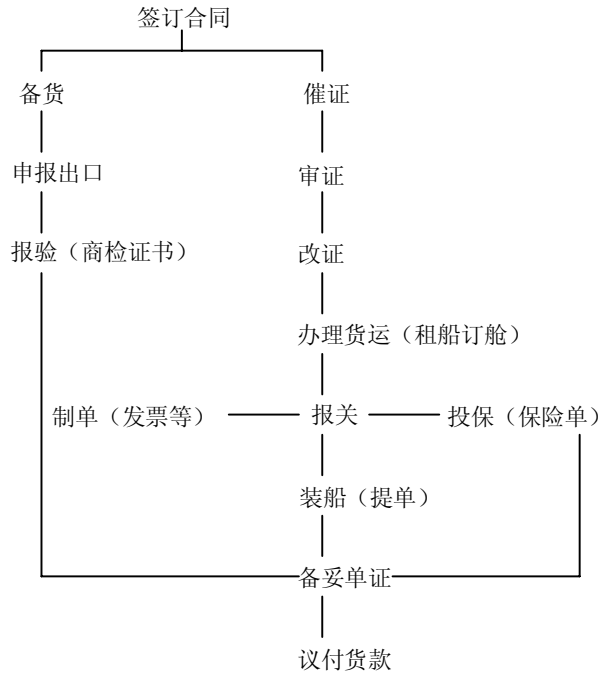 签订合同
备货
催证
申报出口
审证
报验（商检证书）
改证
办理货运（租船订舱）
制单（发票等）
报关
投保（保险单）
装船（提单）
备妥单证
议付货款